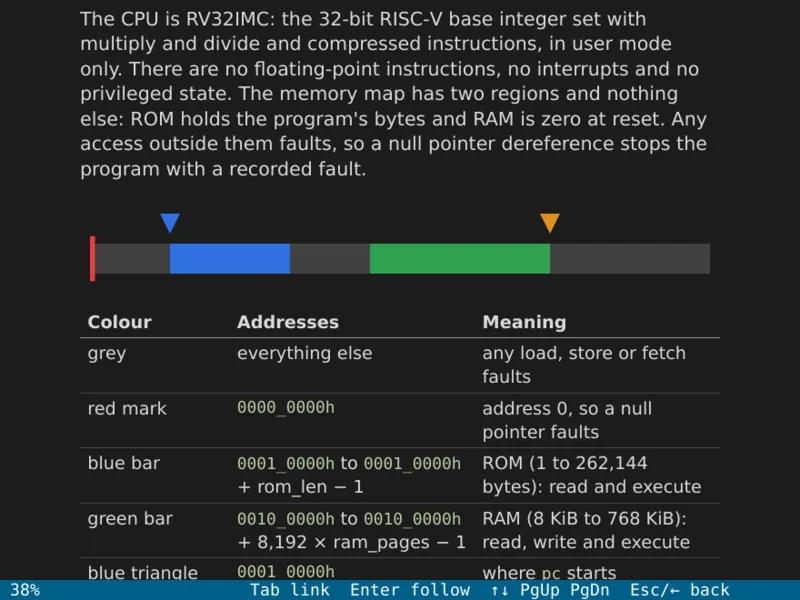 The CPU is RV32IMC: the 32-bit RISC-V base integer set with
multiply and divide and compressed instructions, in user mode
only. There are no floating-point instructions, no interrupts and no
privileged state. The memory map has two regions and nothing
else: ROM holds the program's bytes and RAM is zero at reset. Any
access outside them faults, so a null pointer dereference stops the
program with a recorded fault.
Colour Addresses Meaning
grey everything else any load, store or fetch
faults
red mark 0000_0000h address 0, so a null
pointer faults
blue bar 0001_0000h to 0001_0000h ROM (1 to 262,144
+ rom_len − 1 bytes): read and execute
green bar 0010_0000h to 0010_0000h RAM (8 KiB to 768 KiB):
+ 8,192 × ram_pages − 1 read, write and execute
blue triangle 0001_0000h where pc starts
38% Tab link Enter follow ↑↓ PgUp PgDn Esc/← back